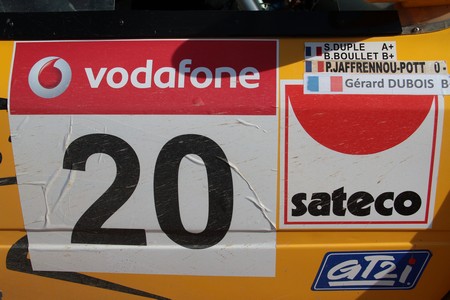 vodafone
20
S.DUPLE A+
B.BOULLET B+
P.JAFFRENNOU-POTT 0-
Gérard DUBOIS B
sateco
GT2i